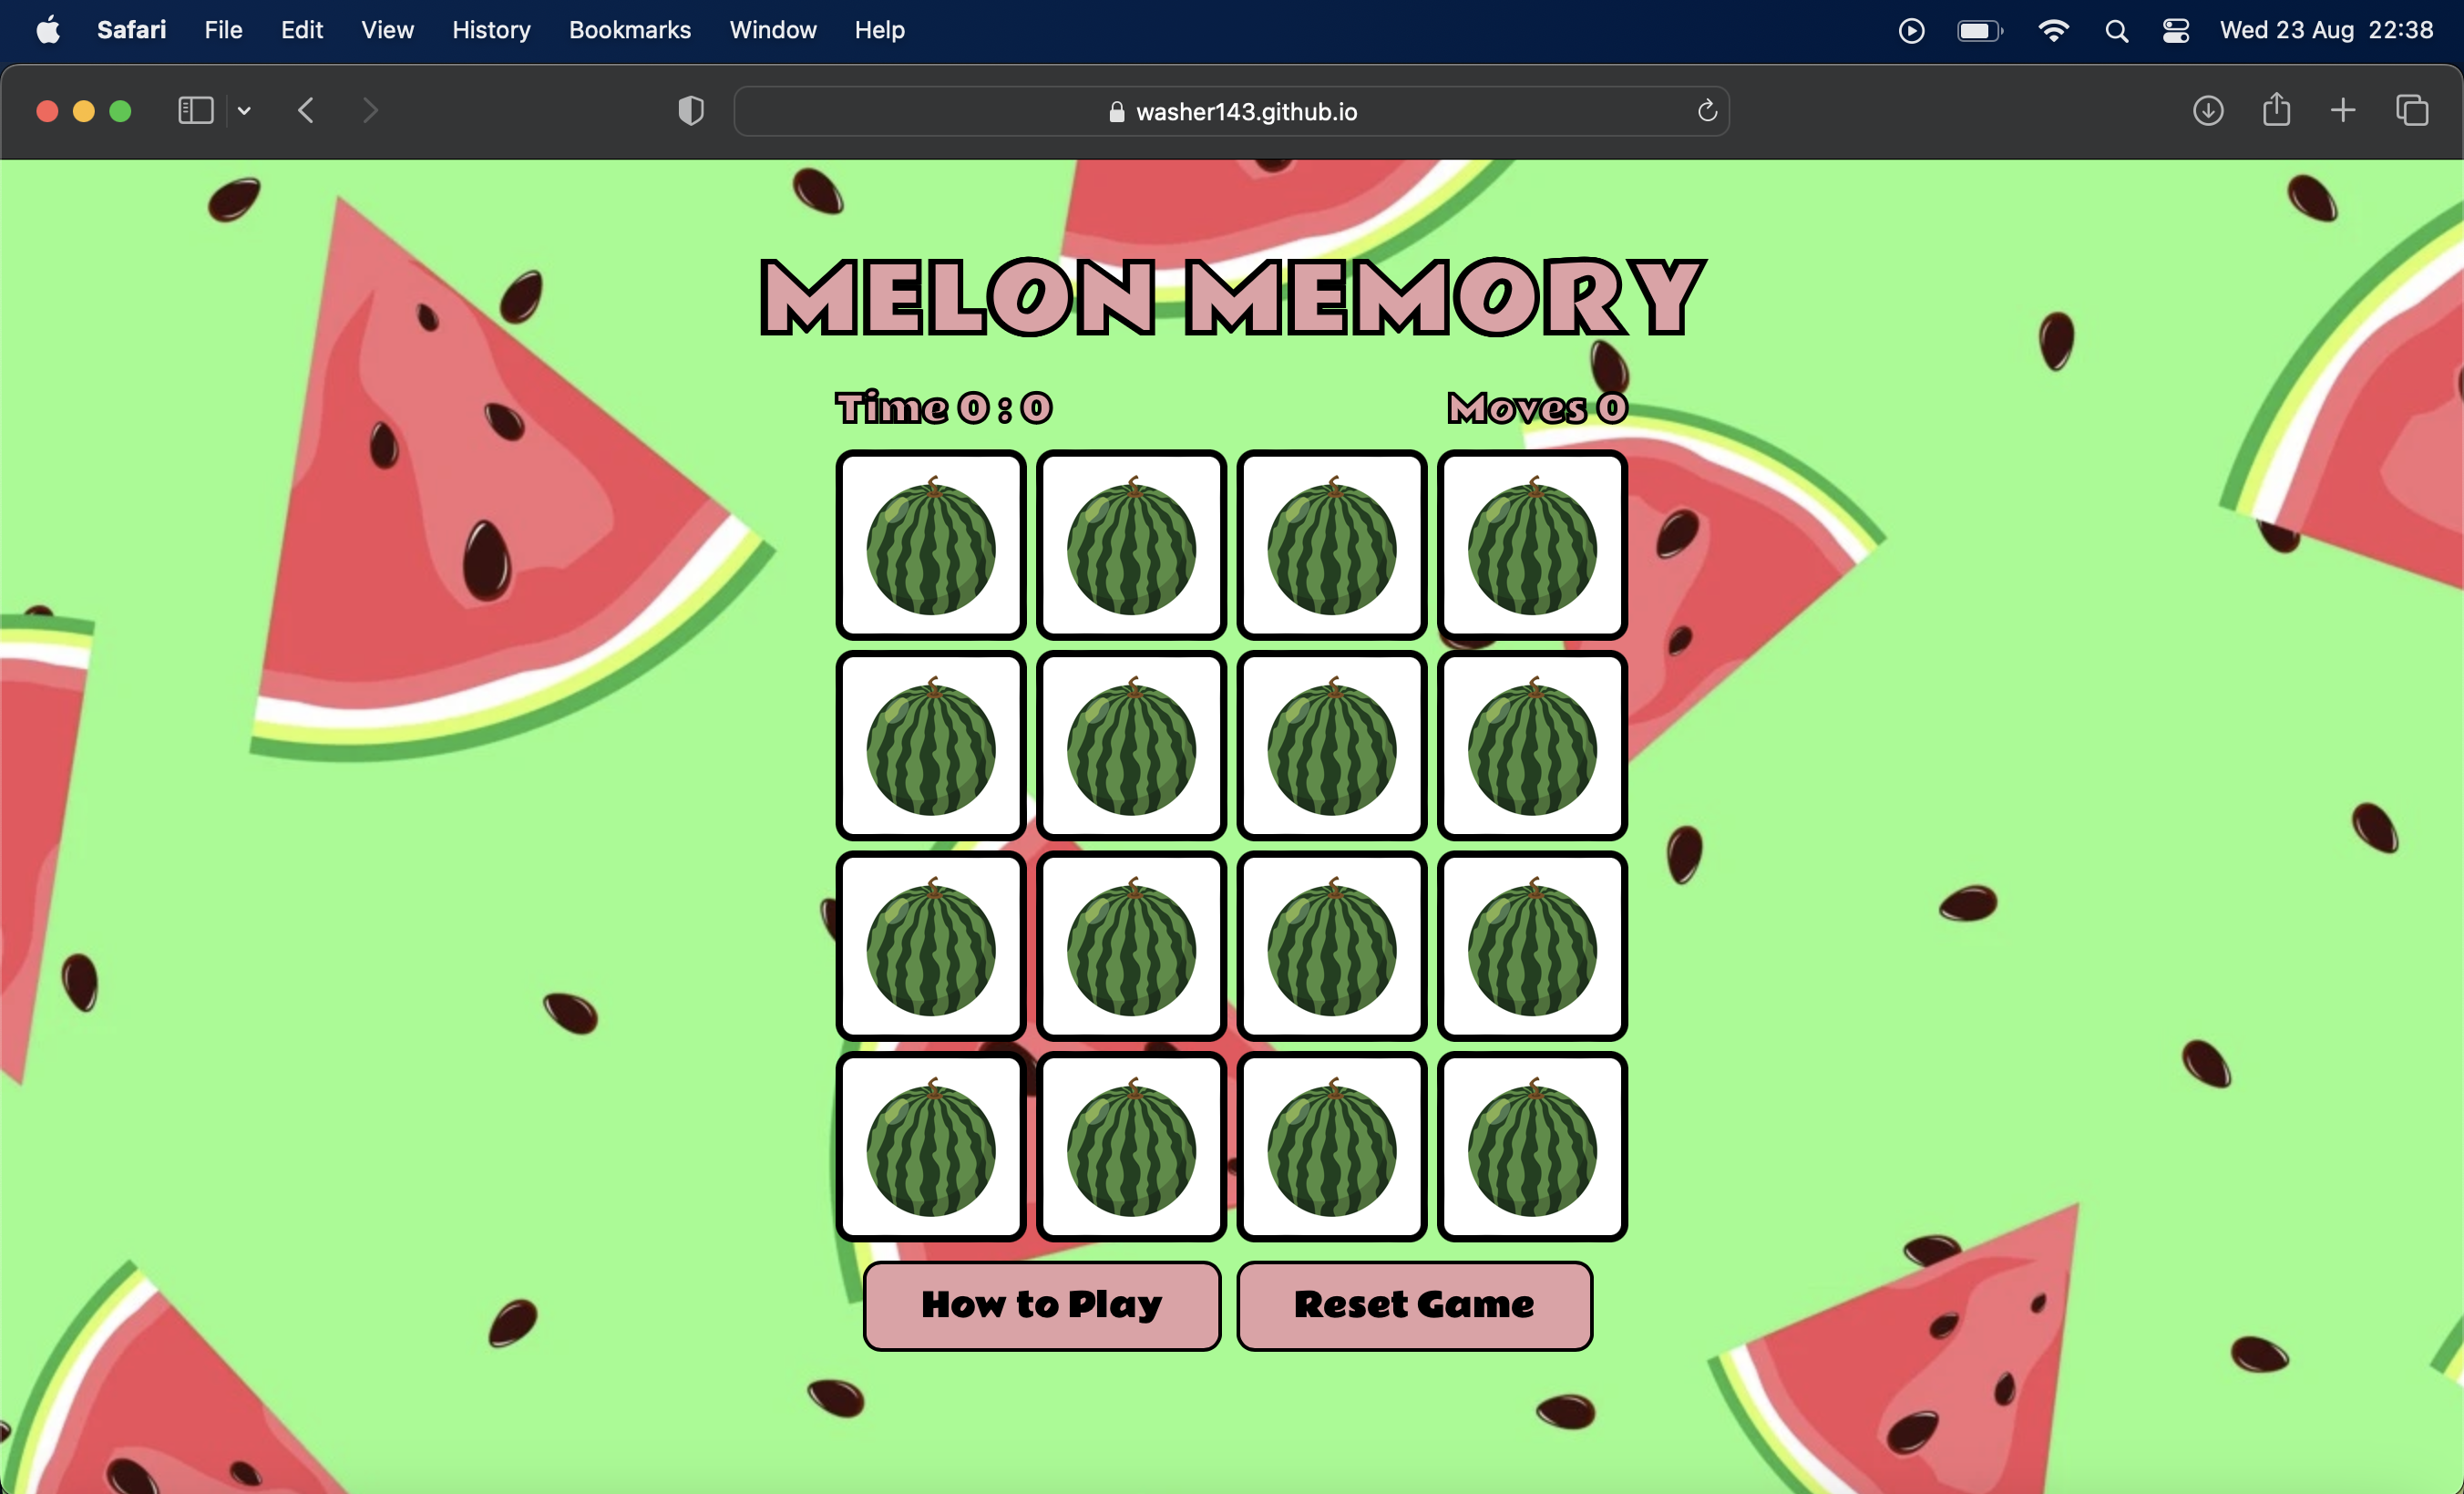 Safari File Edit View History Bookmarks Window Help Wed 23 Aug 22:38
washer143.github.io
MELON MEMORY
Time 0 : 0 Moves 0
How to Play Reset Game